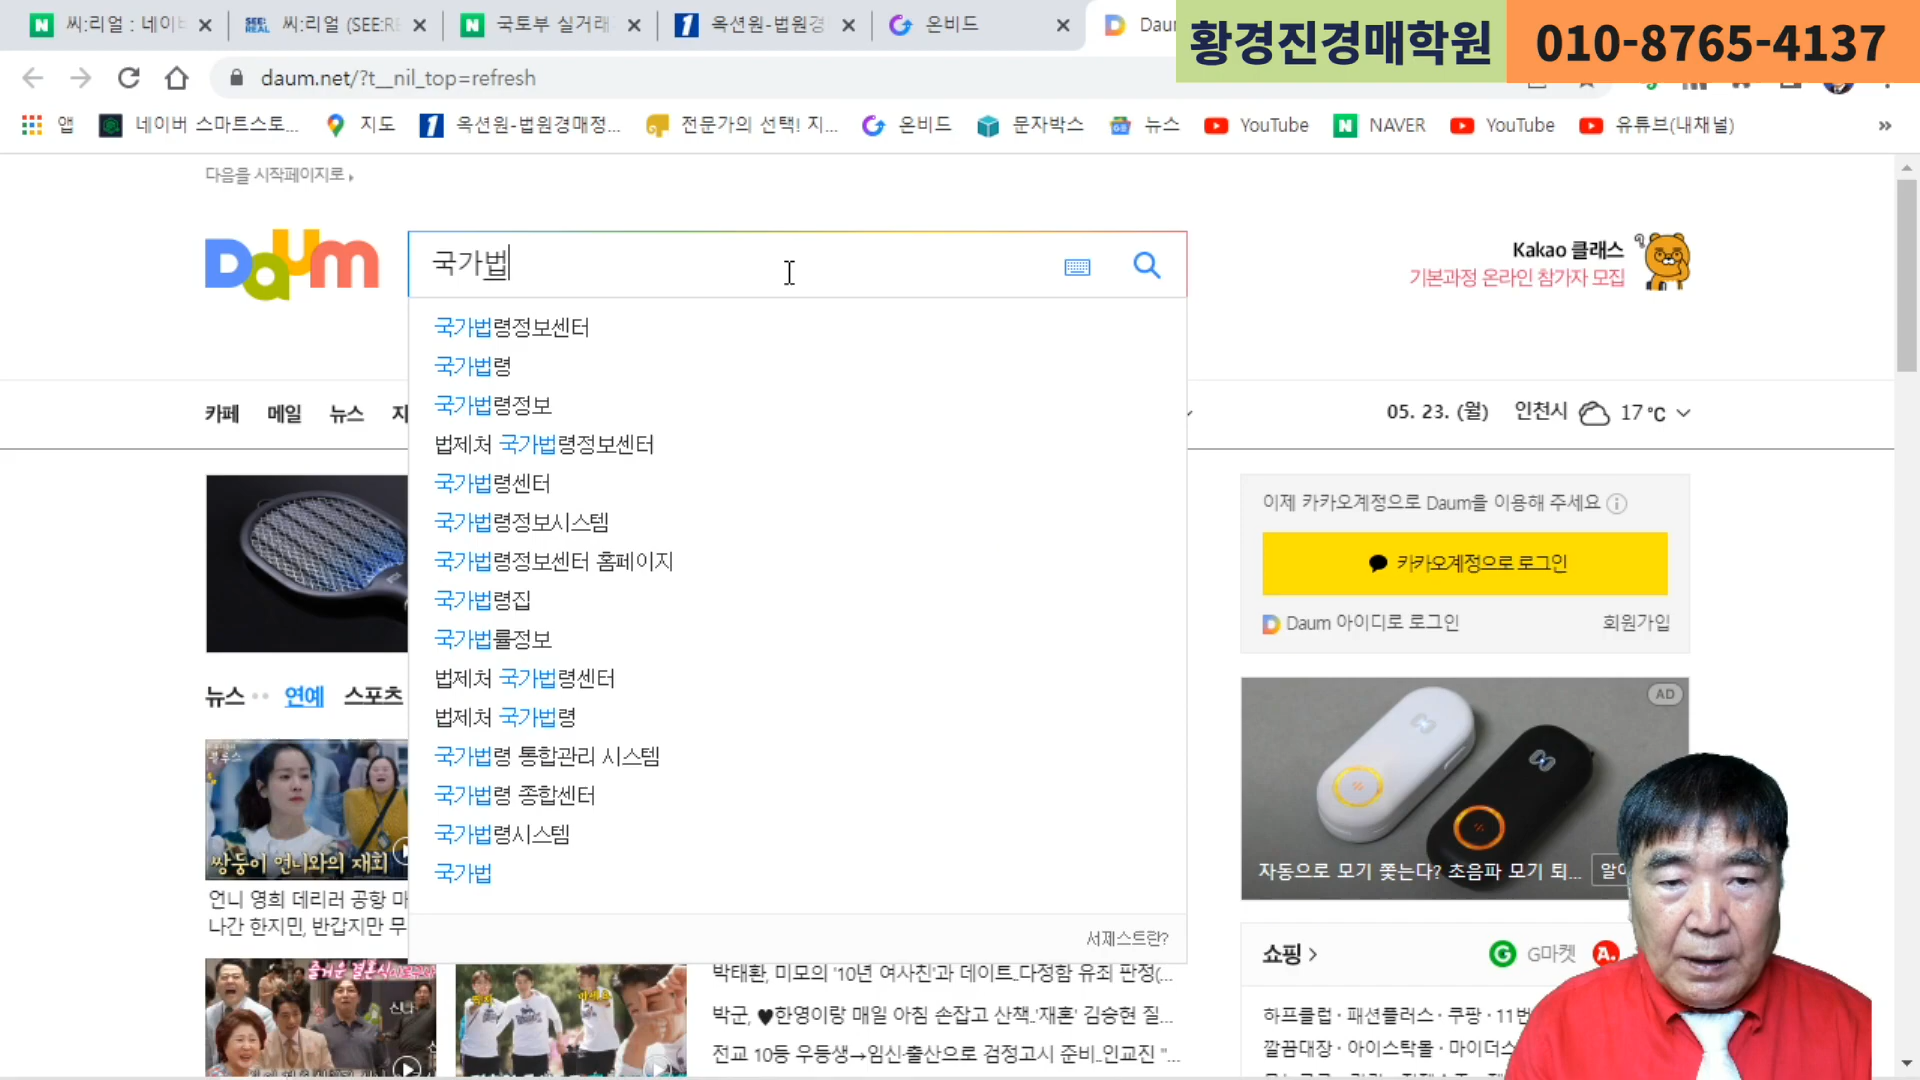 씨:리얼 : 네이버
씨:리얼 (SEE:RE
국토부 실거래
옥션원-법원경
온비드
Daum
황경진경매학원
010-8765-4137
daum.net/?t__nil_top=refresh
앱
네이버 스마트스토...
지도
옥션원-법원경매정...
전문가의 선택! 지...
온비드
문자박스
뉴스
YouTube
NAVER
YouTube
유튜브(내채널)
다음을 시작페이지로
Daum
국가법
Kakao 클래스
기본과정 온라인 참가자 모집
국가법령정보센터
국가법령
국가법령정보
법제처 국가법령정보센터
국가법령센터
국가법령정보시스템
국가법령정보센터 홈페이지
국가법령집
국가법률정보
법제처 국가법령센터
법제처 국가법령
국가법령 통합관리 시스템
국가법령 종합센터
국가법령시스템
국가법
서제스트란?
카페 메일 뉴스 지
05. 23. (월) 인천시 17 ℃
이제 카카오계정으로 Daum을 이용해 주세요
카카오계정으로 로그인
Daum 아이디로 로그인
회원가입
뉴스 연예 스포츠
AD
자동으로 모기 쫓는다? 초음파 모기 퇴...
쌍둥이 언니와의 재회
언니 영희 데리러 공항 마
나간 한지민, 반갑지만 무
쇼핑
G마켓
하프클럽 · 패션플러스 · 쿠팡 · 11번
깔끔대장 · 아이스탁몰 · 마이더스
박태환, 미모의 '10년 여사친'과 데이트..다정함 유죄 판정(...
박군, ♥한영이랑 매일 아침 손잡고 산책..'재혼' 김승현 질...
전교 10등 우등생→임신·출산으로 검정고시 준비..인교진 "...